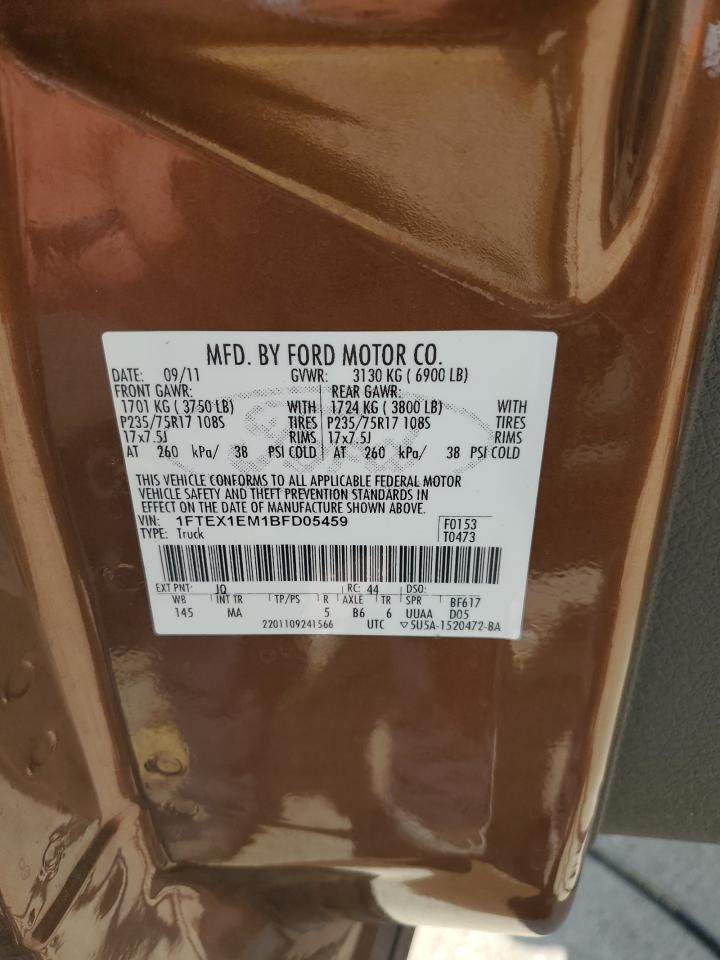 MFD. BY FORD MOTOR CO.
DATE: 09/11 GVWR: 3130 KG ( 6900 LB)
FRONT GAWR: REAR GAWR:
1701 KG ( 3750 LB) WITH 1724 KG ( 3800 LB) WITH
P235/75R17 108S TIRES P235/75R17 108S TIRES
17x7.5J RIMS 17x7.5J RIMS
AT 260 kPa/ 38 PSI COLD AT 260 kPa/ 38 PSI COLD
Ford
THIS VEHICLE CONFORMS TO ALL APPLICABLE FEDERAL MOTOR
VEHICLE SAFETY AND THEFT PREVENTION STANDARDS IN
EFFECT ON THE DATE OF MANUFACTURE SHOWN ABOVE.
VIN: 1FTEX1EM1BFD05459 F0153
TYPE: Truck T0473
EXT PNT: JQ RC: 44 DSO:
WB INT TR TP/PS R AXLE TR SPR BF617
145 MA 5 B6 6 UUAA D05
2201109241566 UTC ▽5U5A-1520472-BA